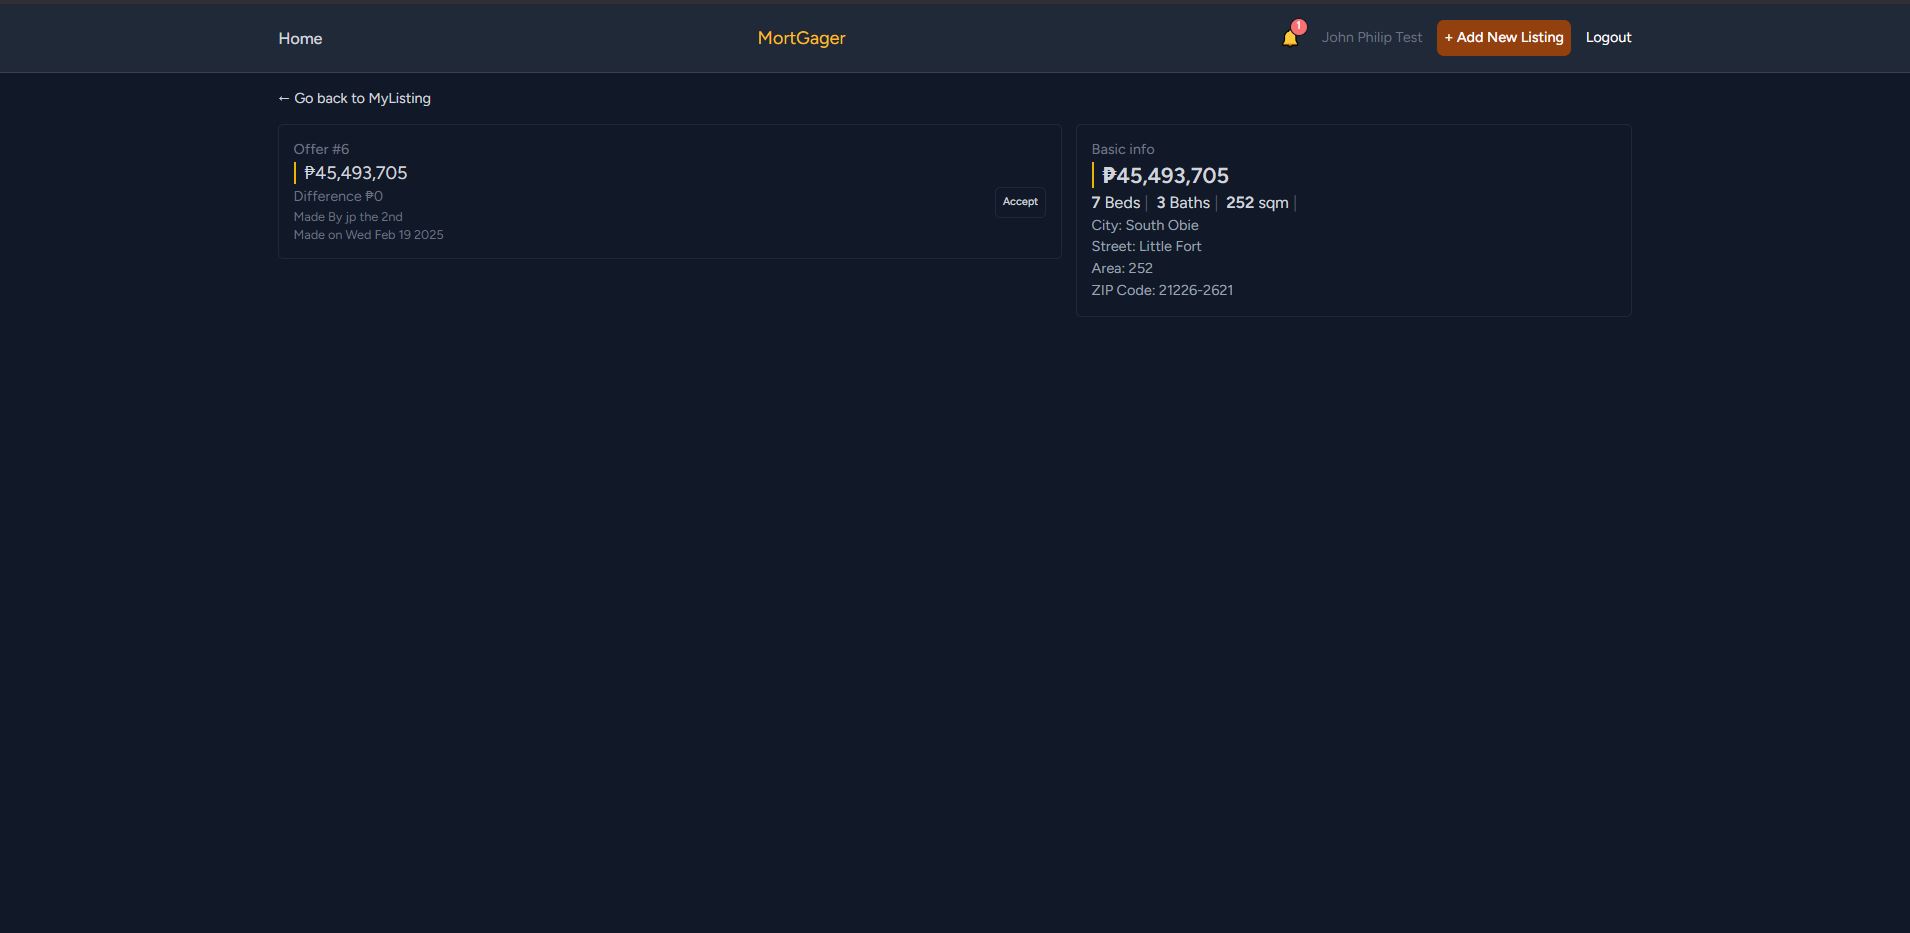 Home
MortGager
1
John Philip Test
+ Add New Listing
Logout
← Go back to MyListing
Offer #6
₱45,493,705
Difference ₱0
Made By jp the 2nd
Made on Wed Feb 19 2025
Accept
Basic info
₱45,493,705
7 Beds | 3 Baths | 252 sqm |
City: South Obie
Street: Little Fort
Area: 252
ZIP Code: 21226-2621